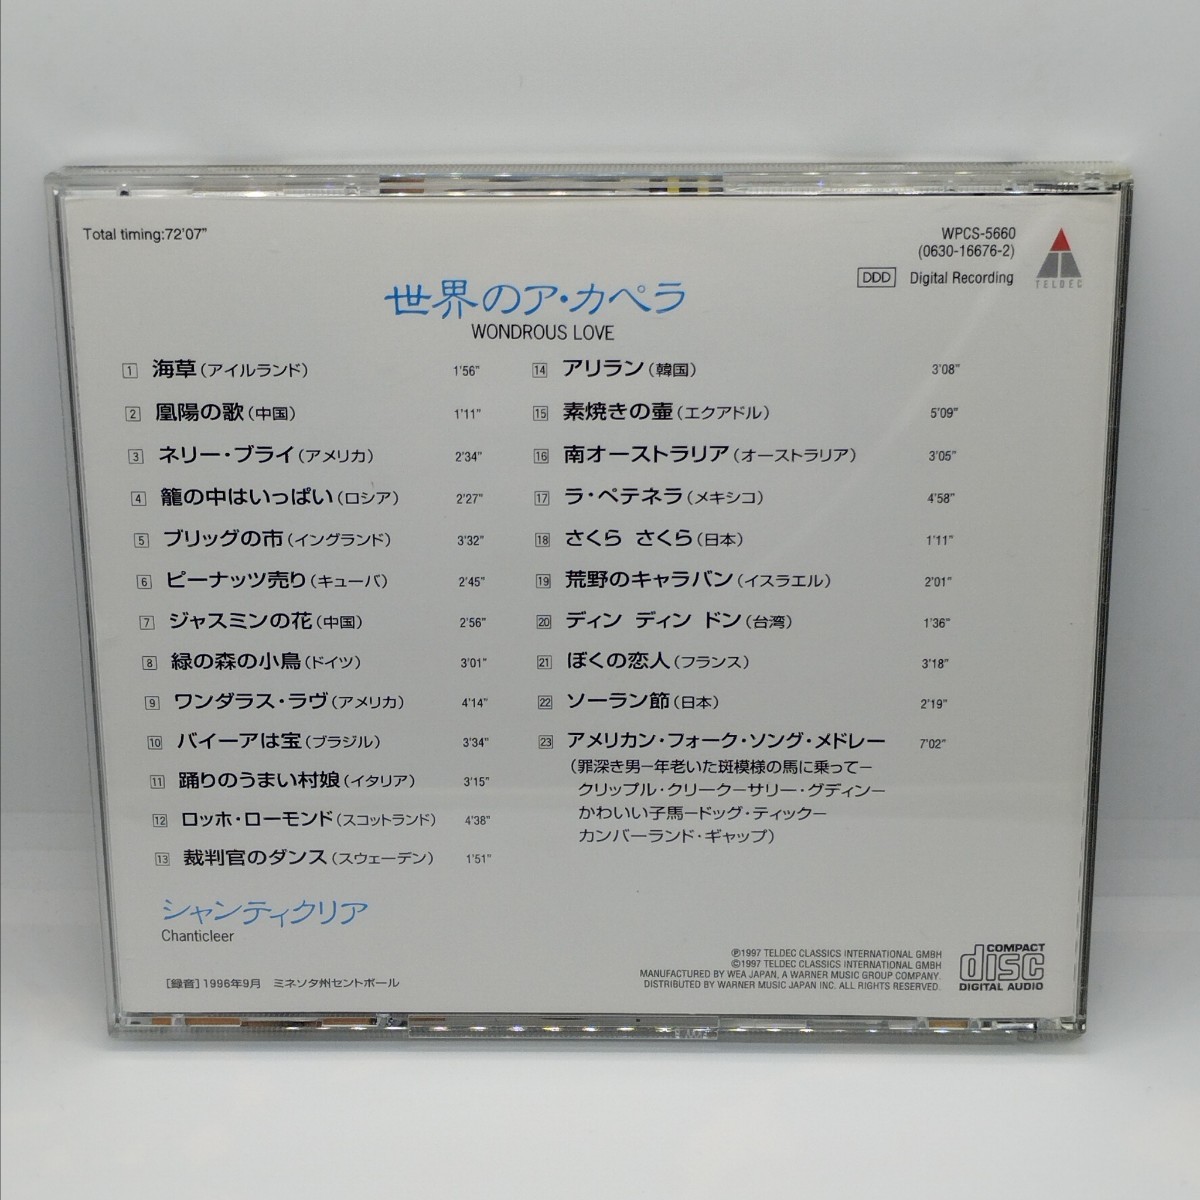 Total timing:72'07"
WPCS-5660
(0630-16676-2)
DDD Digital Recording
TELDEC
世界のア・カペラ
WONDROUS LOVE
1 海草(アイルランド) 1'56"
2 凰陽の歌(中国) 1'11"
3 ネリー・ブライ(アメリカ) 2'34"
4 籠の中はいっぱい(ロシア) 2'27"
5 ブリッグの市(イングランド) 3'32"
6 ピーナッツ売り(キューバ) 2'45"
7 ジャスミンの花(中国) 2'56"
8 緑の森の小鳥(ドイツ) 3'01"
9 ワンダラス・ラヴ(アメリカ) 4'14"
10 バイーアは宝(ブラジル) 3'34"
11 踊りのうまい村娘(イタリア) 3'15"
12 ロッホ・ローモンド(スコットランド) 4'38"
13 裁判官のダンス(スウェーデン) 1'51"
14 アリラン(韓国) 3'08"
15 素焼きの壷(エクアドル) 5'09"
16 南オーストラリア(オーストラリア) 3'05"
17 ラ・ペテネラ(メキシコ) 4'58"
18 さくら さくら(日本) 1'11"
19 荒野のキャラバン(イスラエル) 2'01"
20 ディン ディン ドン(台湾) 1'36"
21 ぼくの恋人(フランス) 3'18"
22 ソーラン節(日本) 2'19"
23 アメリカン・フォーク・ソング・メドレー 7'02"
(罪深き男ー年老いた斑模様の馬に乗ってー
クリップル・クリークーサリー・グディンー
かわいい子馬ードッグ・ティックー
カンバーランド・ギャップ)
シャンティクリア
Chanticleer
[録音]1996年9月 ミネソタ州セントポール
℗1997 TELDEC CLASSICS INTERNATIONAL GMBH
©1997 TELDEC CLASSICS INTERNATIONAL GMBH
MANUFACTURED BY WEA JAPAN, A WARNER MUSIC GROUP COMPANY.
DISTRIBUTED BY WARNER MUSIC JAPAN INC. ALL RIGHTS RESERVED.
COMPACT
disc
DIGITAL AUDIO